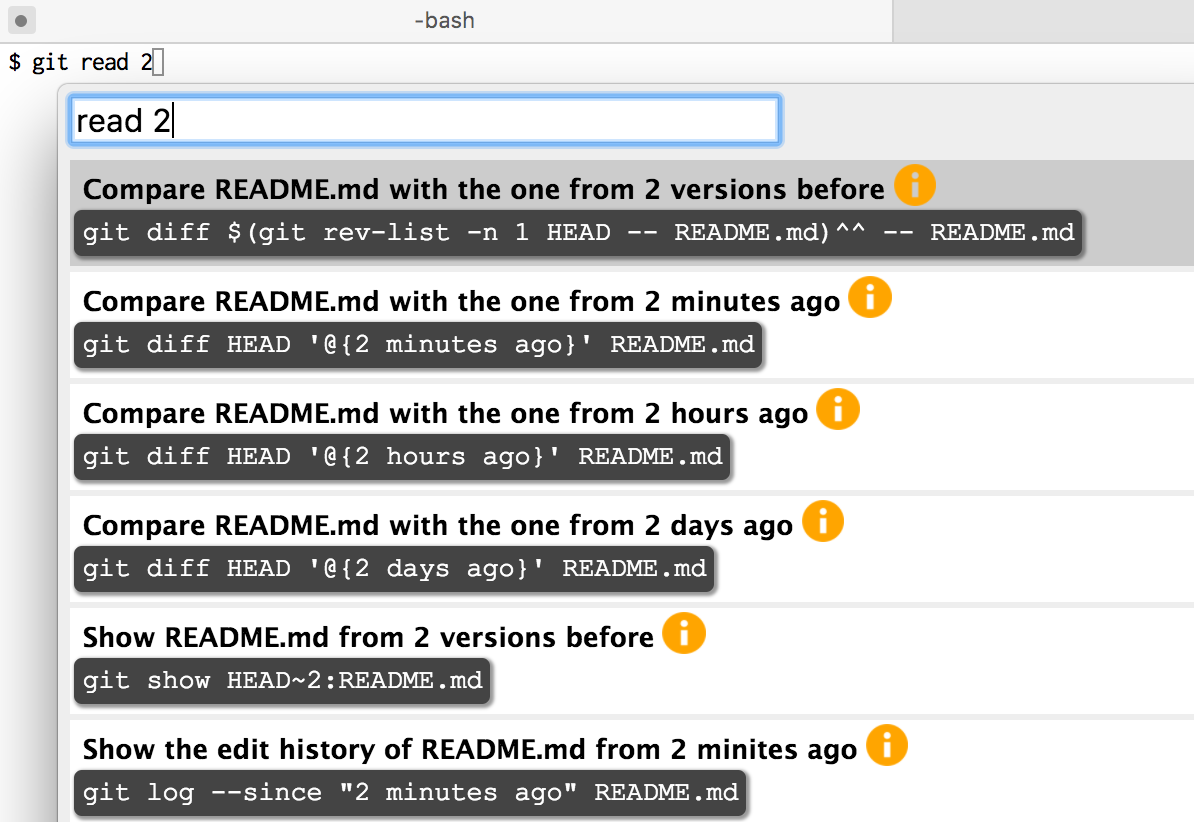 -bash
$ git read 2
read 2
Compare README.md with the one from 2 versions before
git diff $(git rev-list -n 1 HEAD -- README.md)^^ -- README.md
Compare README.md with the one from 2 minutes ago
git diff HEAD '@{2 minutes ago}' README.md
Compare README.md with the one from 2 hours ago
git diff HEAD '@{2 hours ago}' README.md
Compare README.md with the one from 2 days ago
git diff HEAD '@{2 days ago}' README.md
Show README.md from 2 versions before
git show HEAD~2:README.md
Show the edit history of README.md from 2 minites ago
git log --since "2 minutes ago" README.md